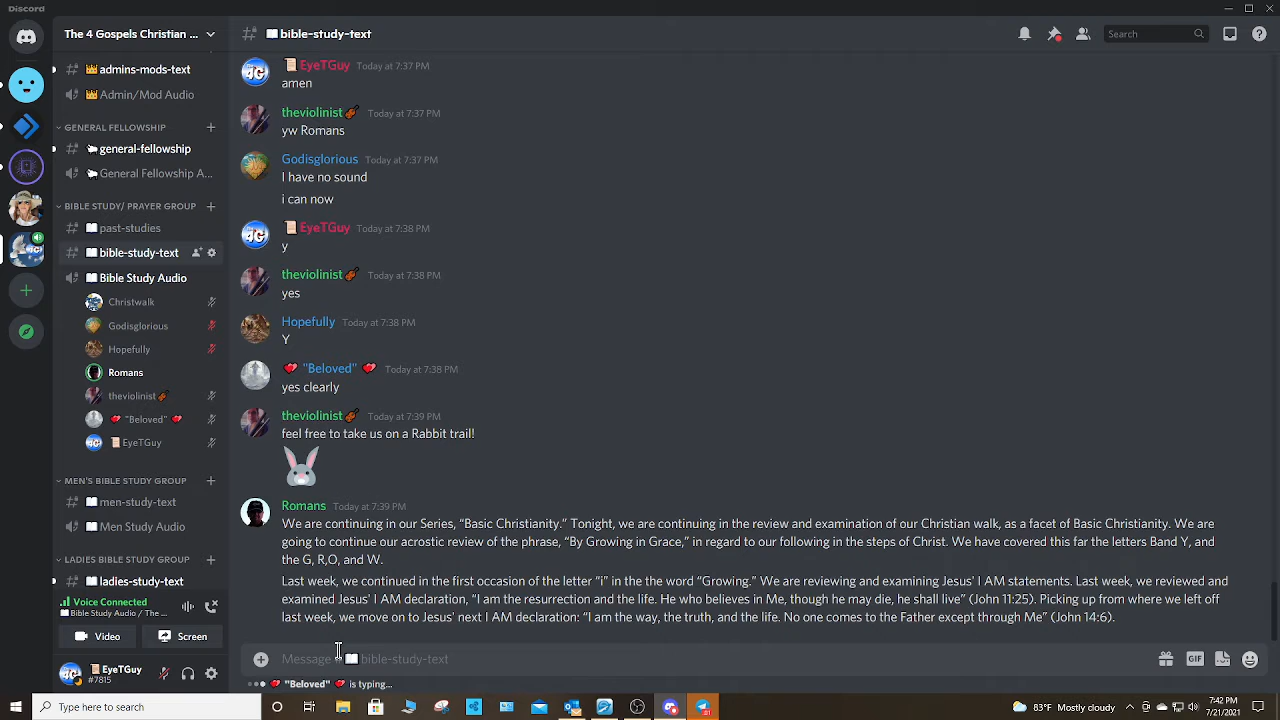 Discord
The 4 Gospels Christian ...
bible-study-text
Search
admins-mods-text
Admin/Mod Audio
GENERAL FELLOWSHIP
general-fellowship
General Fellowship A...
BIBLE STUDY/ PRAYER GROUP
past-studies
bible-study-text
Bible Study Audio
Christwalk
Godisglorious
Hopefully
Romans
theviolinist
"Beloved"
EyeTGuy
MEN'S BIBLE STUDY GROUP
men-study-text
Men Study Audio
LADIES BIBLE STUDY GROUP
ladies-study-text
Voice Connected
Bible Study Audio / The ...
Video
Screen
EyeTGuy
#7815
EyeTGuy Today at 7:37 PM
amen
theviolinist Today at 7:37 PM
yw Romans
Godisglorious Today at 7:37 PM
I have no sound
i can now
EyeTGuy Today at 7:38 PM
y
theviolinist Today at 7:38 PM
yes
Hopefully Today at 7:38 PM
Y
"Beloved" Today at 7:38 PM
yes clearly
theviolinist Today at 7:39 PM
feel free to take us on a Rabbit trail!
Romans Today at 7:39 PM
We are continuing in our Series, “Basic Christianity.” Tonight, we are continuing in the review and examination of our Christian walk, as a facet of Basic Christianity. We are
going to continue our acrostic review of the phrase, “By Growing in Grace,” in regard to our following in the steps of Christ. We have covered this far the letters Band Y, and
the G, R,O, and W.
Last week, we continued in the first occasion of the letter “i” in the the word “Growing.” We are reviewing and examining Jesus' I AM statements. Last week, we reviewed and
examined Jesus' I AM declaration, “I am the resurrection and the life. He who believes in Me, though he may die, he shall live” (John 11:25). Picking up from where we left off
last week, we move on to Jesus' next I AM declaration: “I am the way, the truth, and the life. No one comes to the Father except through Me” (John 14:6).
Message bible-study-text
GIF
"Beloved" is typing...
Type here to search
83°F Mostly cloudy
7:42 PM
7/21/2021